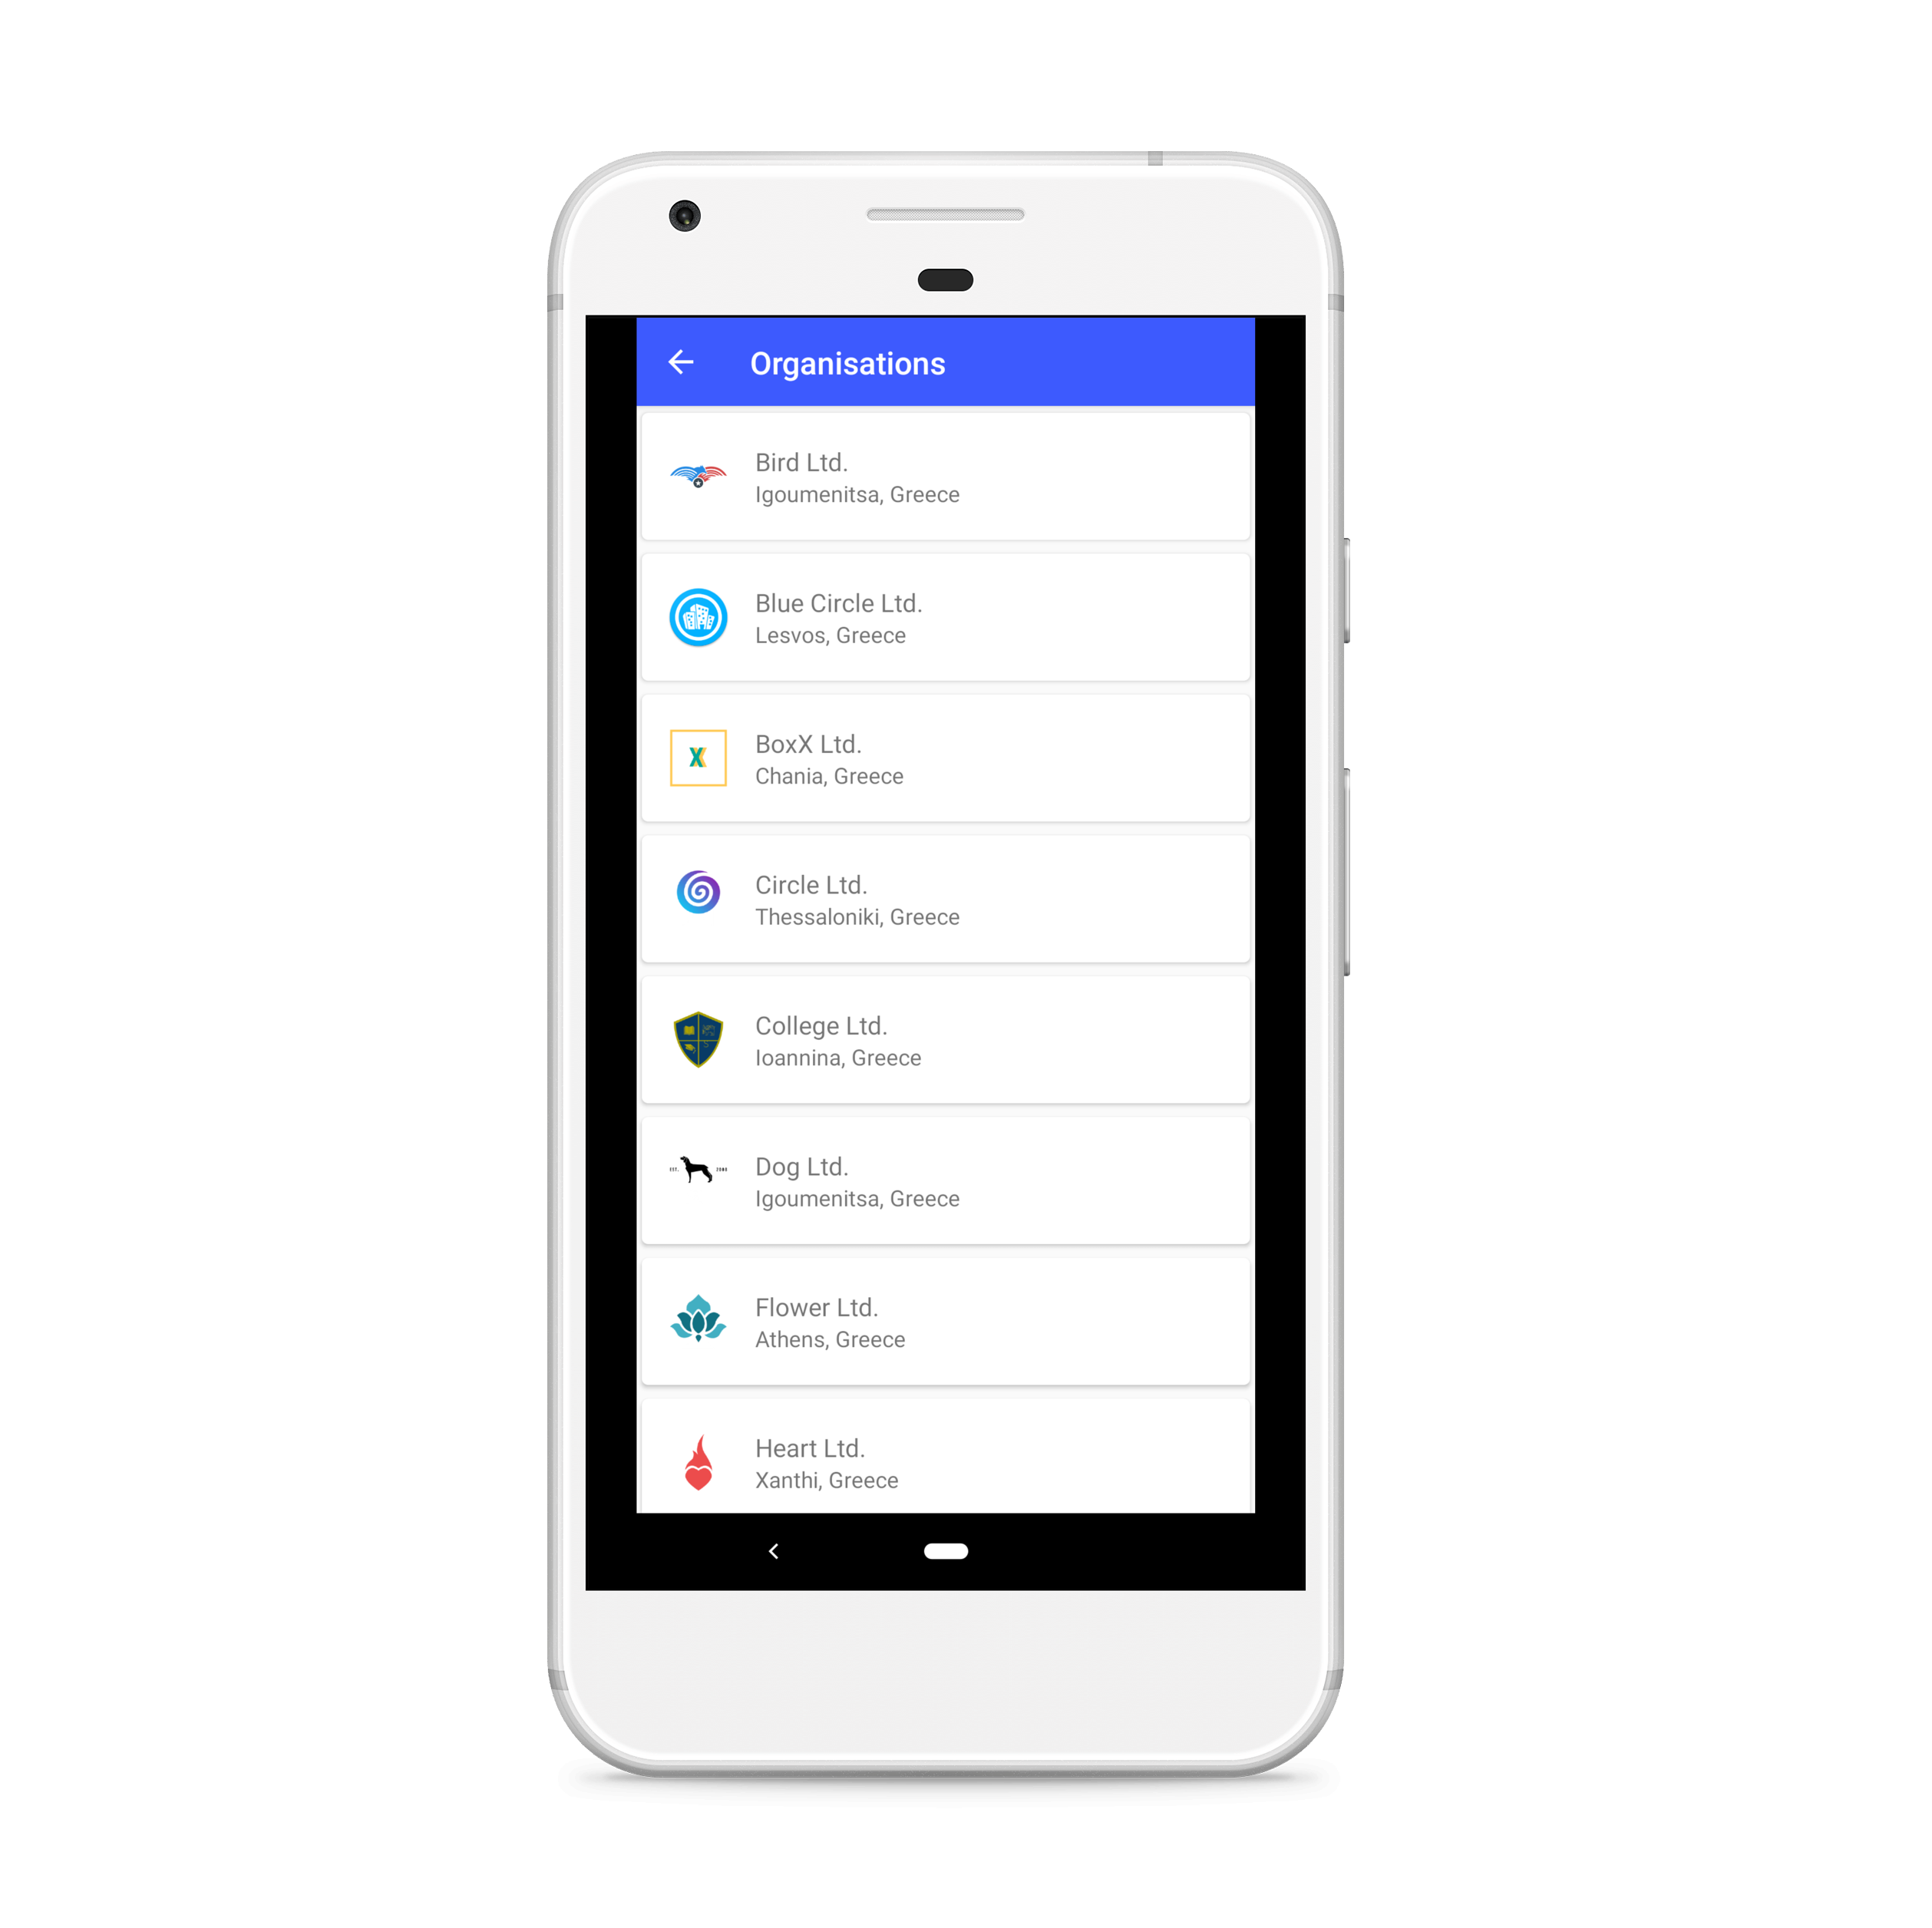 Organisations
Bird Ltd.
Igoumenitsa, Greece
Blue Circle Ltd.
Lesvos, Greece
X
BoxX Ltd.
Chania, Greece
Circle Ltd.
Thessaloniki, Greece
College Ltd.
Ioannina, Greece
EST.
Dog Ltd.
Igoumenitsa, Greece
Flower Ltd.
Athens, Greece
Heart Ltd.
Xanthi, Greece